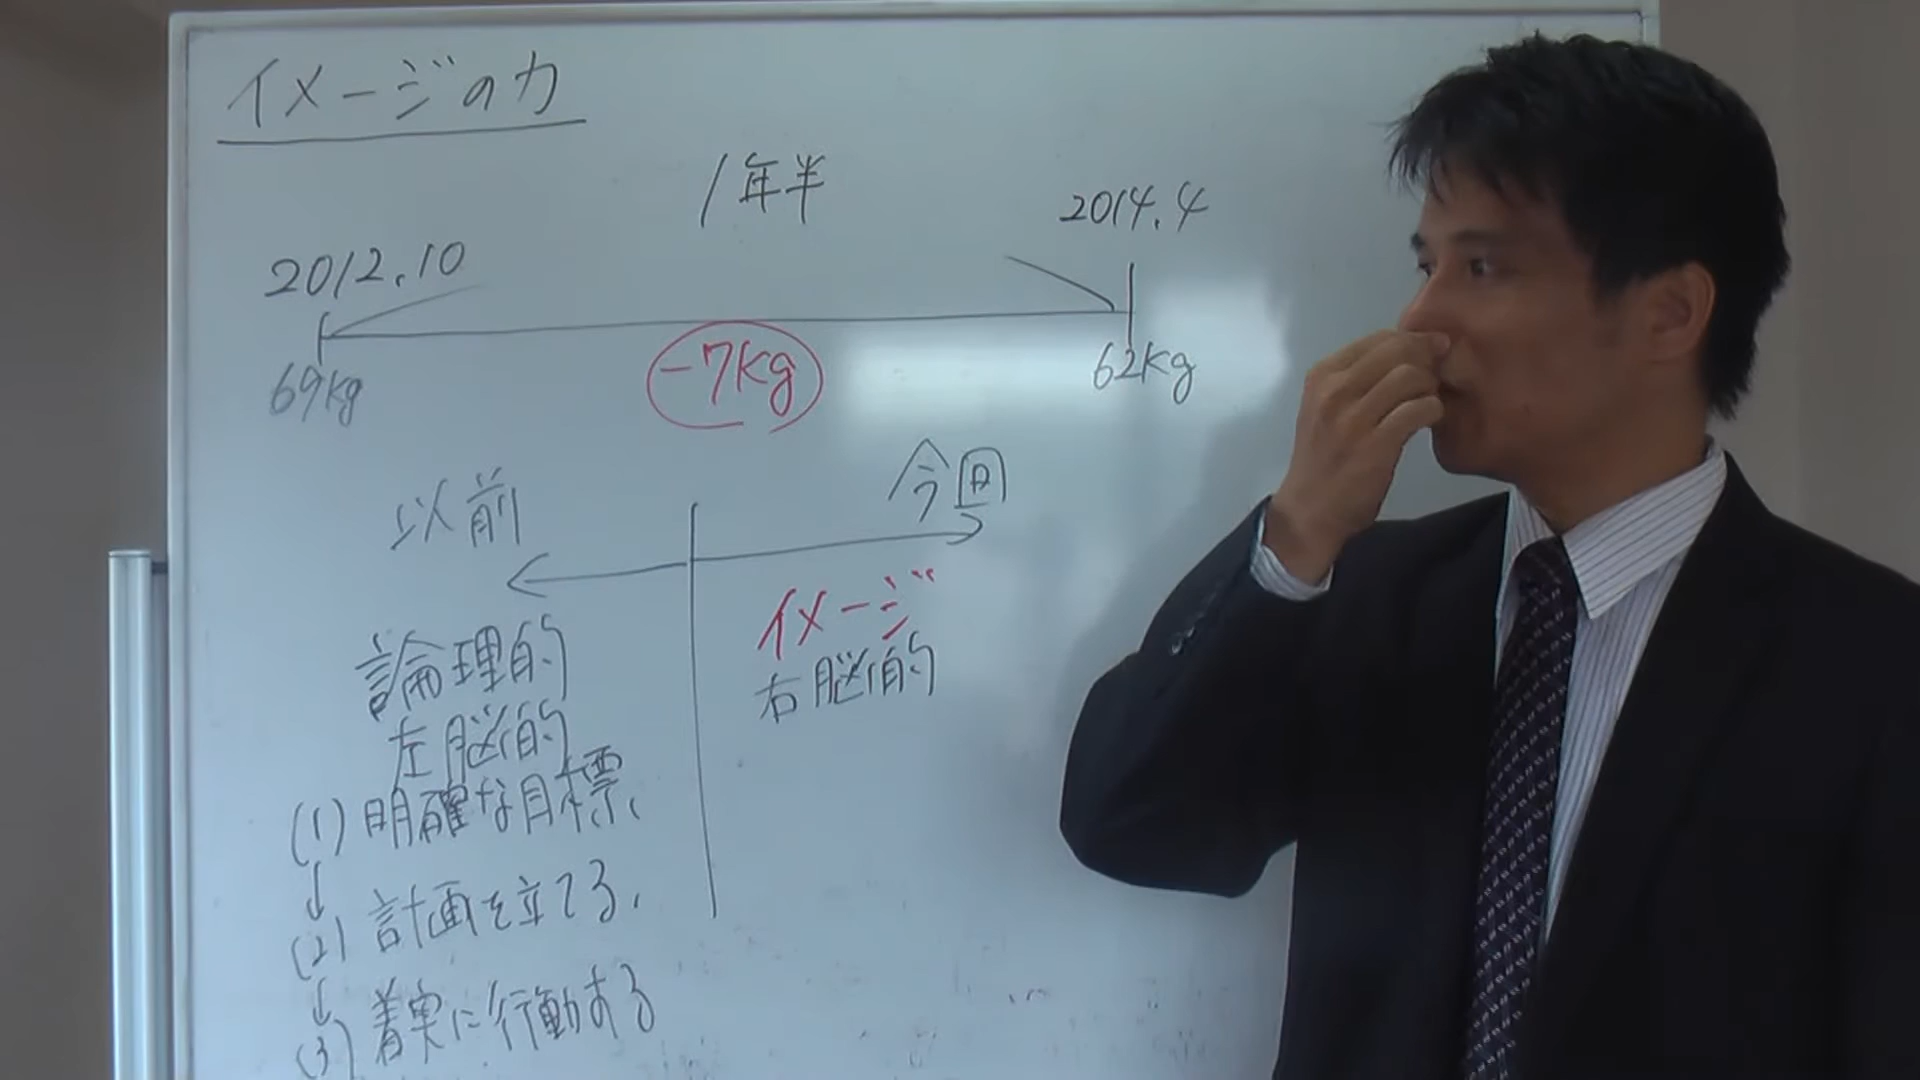 イメージの力
1年半
2012.10
2014.4
69kg
-7kg
62kg
以前
今回
論理的
左脳的
イメージ
右脳的
(1) 明確な目標、
↓
(2) 計画を立てる、
↓
(3) 着実に行動する